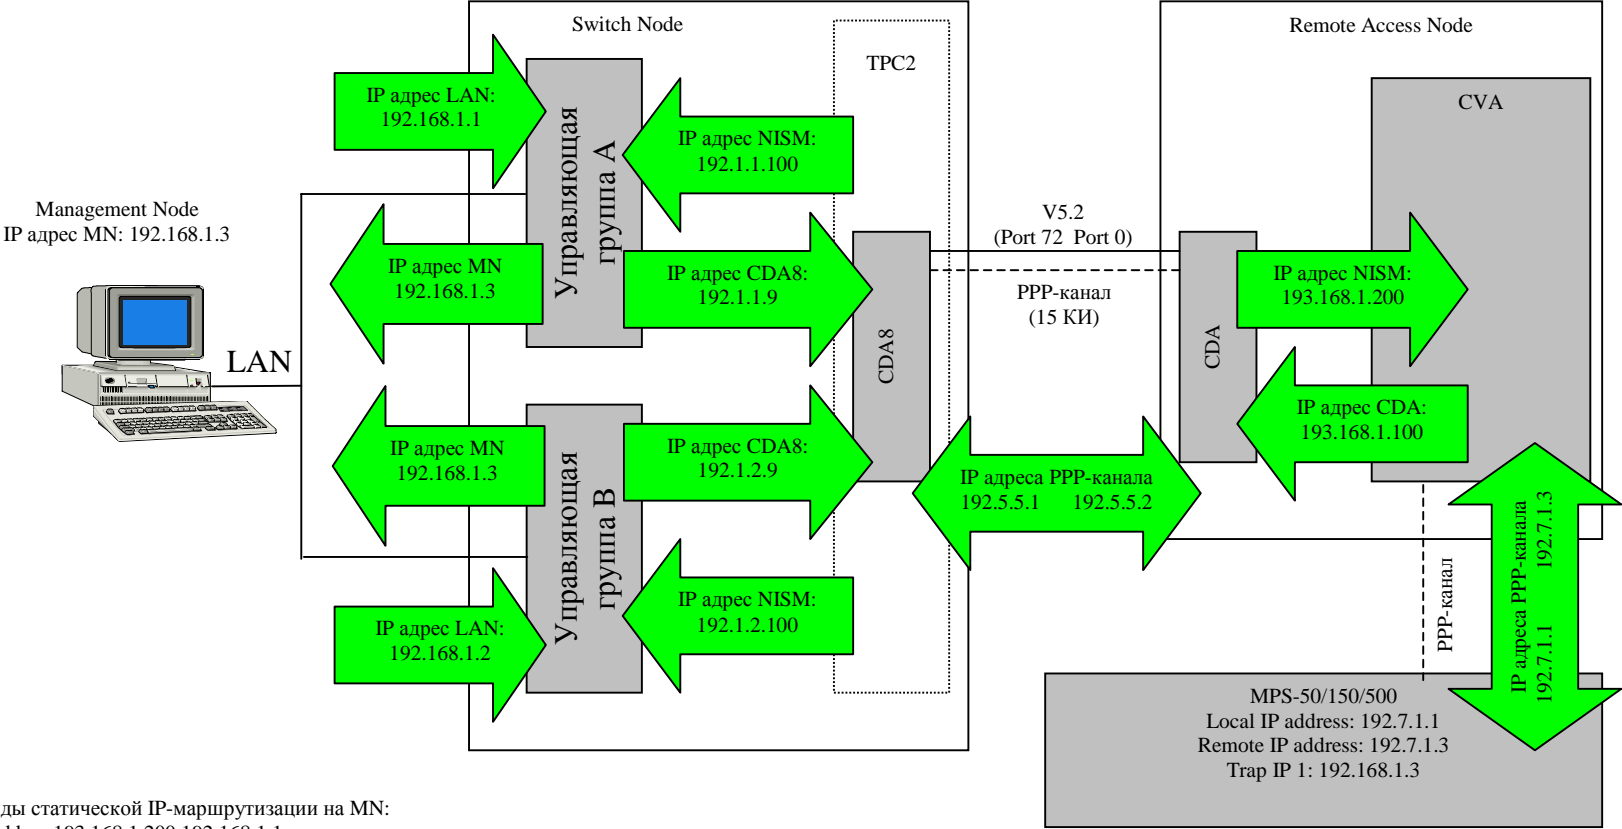 Switch Node
Remote Access Node
TPC2
CVA
IP адрес LAN:
192.168.1.1
Управляющая
группа А
IP адрес NISM:
192.1.1.100
Management Node
IP адрес MN: 192.168.1.3
V5.2
(Port 72 Port 0)
IP адрес MN
192.168.1.3
IP адрес CDA8:
192.1.1.9
IP адрес NISM:
193.168.1.200
PPP-канал
(15 КИ)
CDA8
CDA
LAN
IP адрес CDA:
193.168.1.100
IP адрес MN
192.168.1.3
IP адрес CDA8:
192.1.2.9
Управляющая
группа В
IP адреса PPP-канала
192.5.5.1 192.5.5.2
IP адреса PPP-канала
192.7.1.1 192.7.1.3
PPP-канал
IP адрес NISM:
192.1.2.100
IP адрес LAN:
192.168.1.2
MPS-50/150/500
Local IP address: 192.7.1.1
Remote IP address: 192.7.1.3
Trap IP 1: 192.168.1.3
ды статической IP-маршрутизации на MN:
193.168.1.200 192.168.1.1